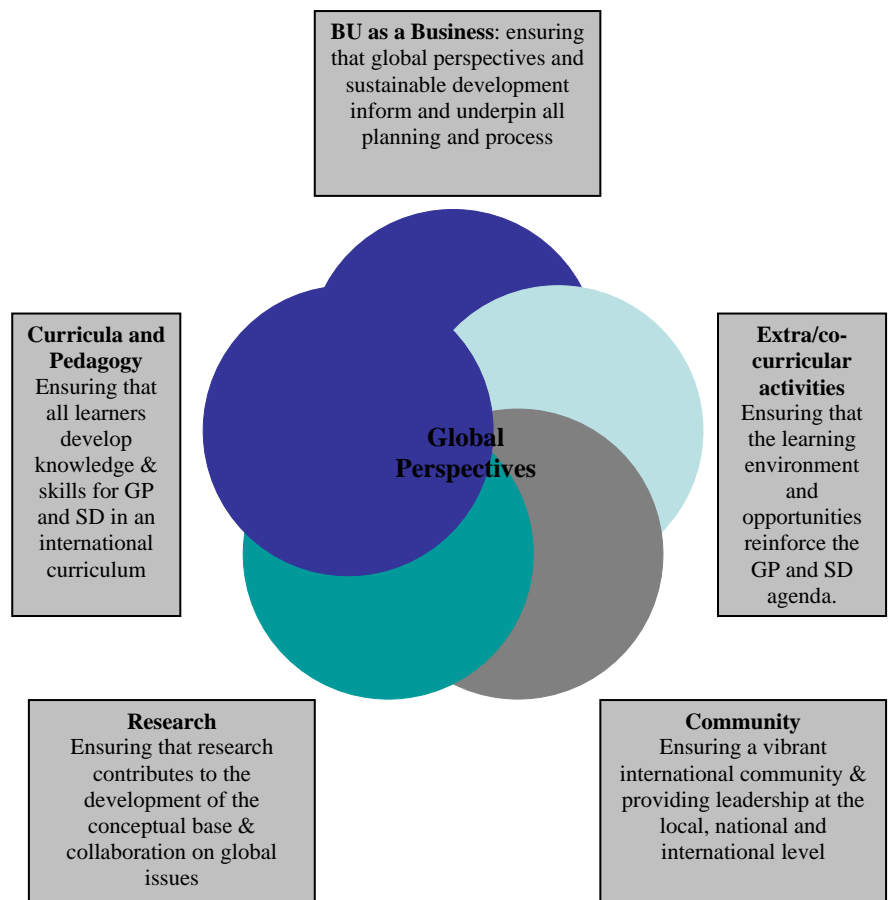 BU as a Business: ensuring
that global perspectives and
sustainable development
inform and underpin all
planning and process
Curricula and
Pedagogy
Ensuring that
all learners
develop
knowledge &
skills for GP
and SD in an
international
curriculum
Global
Perspectives
Extra/co-
curricular
activities
Ensuring that
the learning
environment
and
opportunities
reinforce the
GP and SD
agenda.
Research
Ensuring that research
contributes to the
development of the
conceptual base &
collaboration on global
issues
Community
Ensuring a vibrant
international community &
providing leadership at the
local, national and
international level